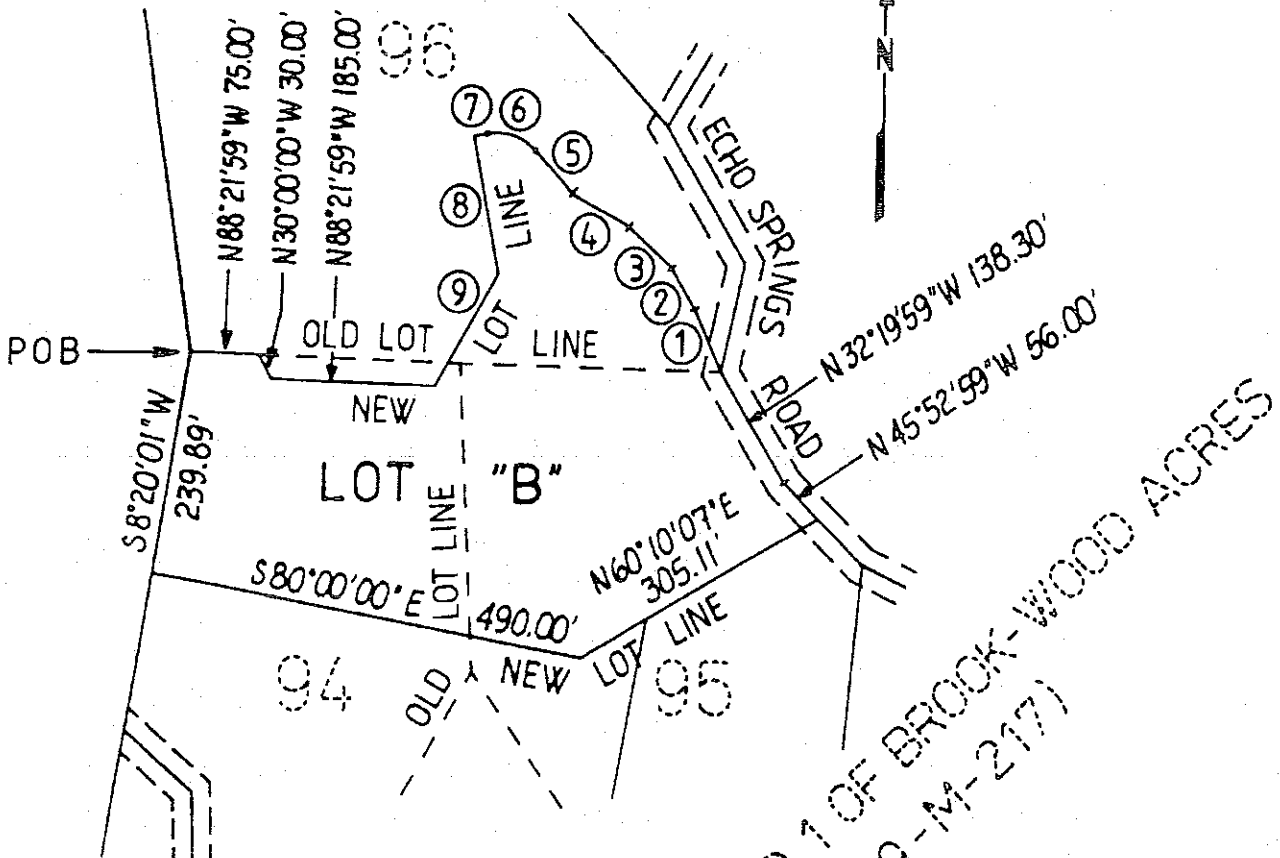 N88°21'59"W 75.00'
N30°00'00"W 30.00'
N88°21'59"W 185.00'
96
N
7
6
5
8
LINE
4
3
9
2
LOT
1
ECHO SPRINGS
ROAD
POB
OLD LOT
LINE
NEW
N 32°19'59"W 138.30'
N 45°52'59"W 56.00'
S8°20'01"W
239.89'
LOT "B"
LOT LINE
OLD
S80°00'00"E
490.00'
N60°10'07"E
305.11'
NEW LOT LINE
94
95
1 OF BROOK-WOOD ACRES
-M-217)